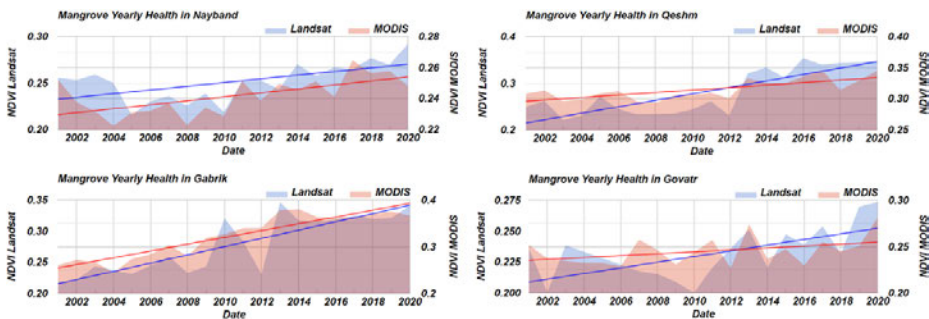 Mangrove Yearly Health in Nayband
Landsat MODIS
0.30 0.28
0.25 0.26
0.24
0.20 0.22
NDVI Landsat
NDVI MODIS
2002 2004 2006 2008 2010 2012 2014 2016 2018 2020
Date
Mangrove Yearly Health in Qeshm
Landsat MODIS
0.4 0.40
0.35
0.3
0.30
0.2 0.25
NDVI Landsat
NDVI MODIS
2002 2004 2006 2008 2010 2012 2014 2016 2018 2020
Date
Mangrove Yearly Health in Gabrik
Landsat MODIS
0.35 0.4
0.30
0.3
0.25
0.20 0.2
NDVI Landsat
NDVI MODIS
2002 2004 2006 2008 2010 2012 2014 2016 2018 2020
Date
Mangrove Yearly Health in Govatr
Landsat MODIS
0.275 0.30
0.250
0.25
0.225
0.200 0.20
NDVI Landsat
NDVI MODIS
2002 2004 2006 2008 2010 2012 2014 2016 2018 2020
Date